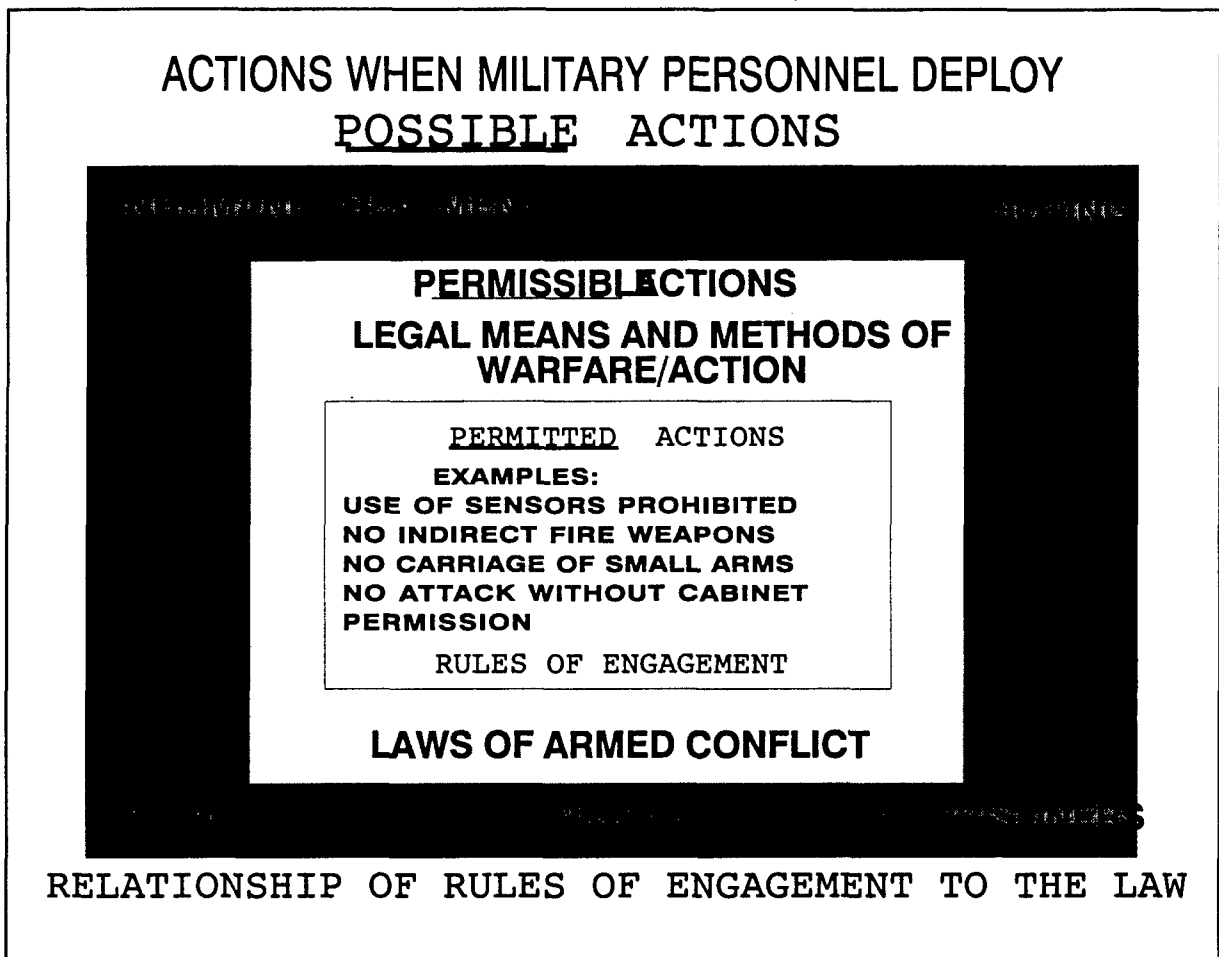 ACTIONS WHEN MILITARY PERSONNEL DEPLOY
POSSIBLE ACTIONS
PERMISSIBLE ACTIONS
LEGAL MEANS AND METHODS OF
WARFARE/ACTION
PERMITTED ACTIONS
EXAMPLES:
USE OF SENSORS PROHIBITED
NO INDIRECT FIRE WEAPONS
NO CARRIAGE OF SMALL ARMS
NO ATTACK WITHOUT CABINET
PERMISSION
RULES OF ENGAGEMENT
LAWS OF ARMED CONFLICT
RELATIONSHIP OF RULES OF ENGAGEMENT TO THE LAW